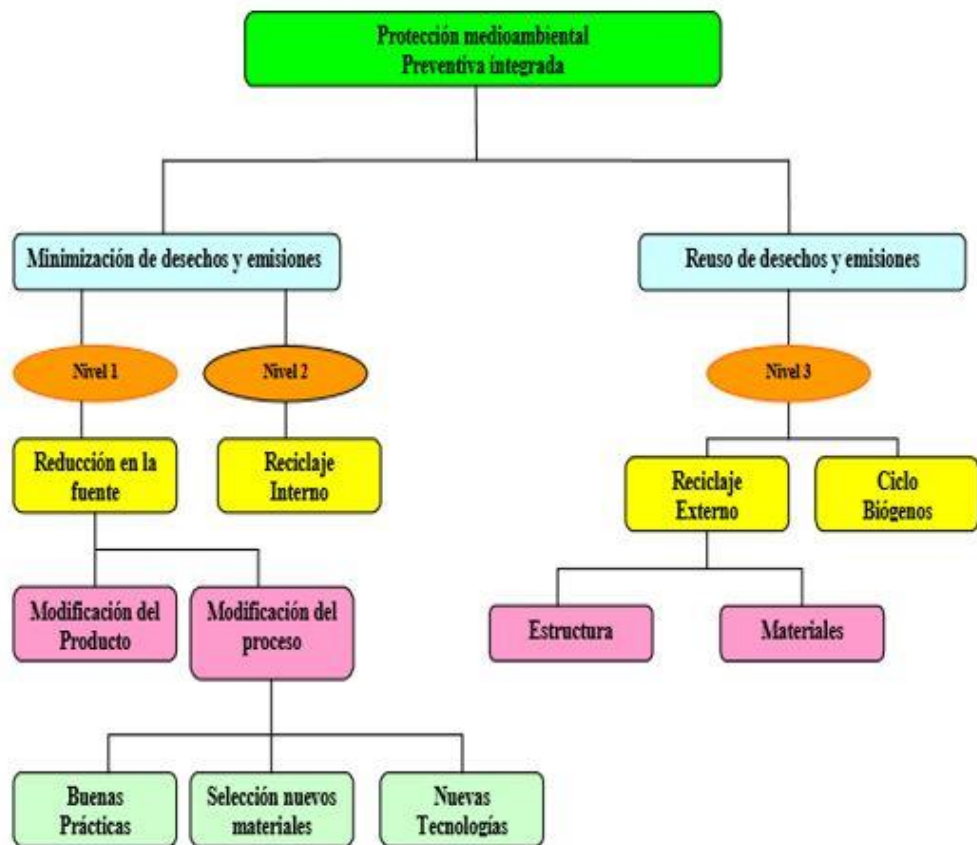 Protección medioambiental
Preventiva integrada
Minimización de desechos y emisiones
Reuso de desechos y emisiones
Nivel 1
Nivel 2
Nivel 3
Reducción en la
fuente
Reciclaje
Interno
Reciclaje
Externo
Ciclo
Biógenos
Modificación del
Producto
Modificación del
proceso
Estructura
Materiales
Buenas
Prácticas
Selección nuevos
materiales
Nuevas
Tecnologías